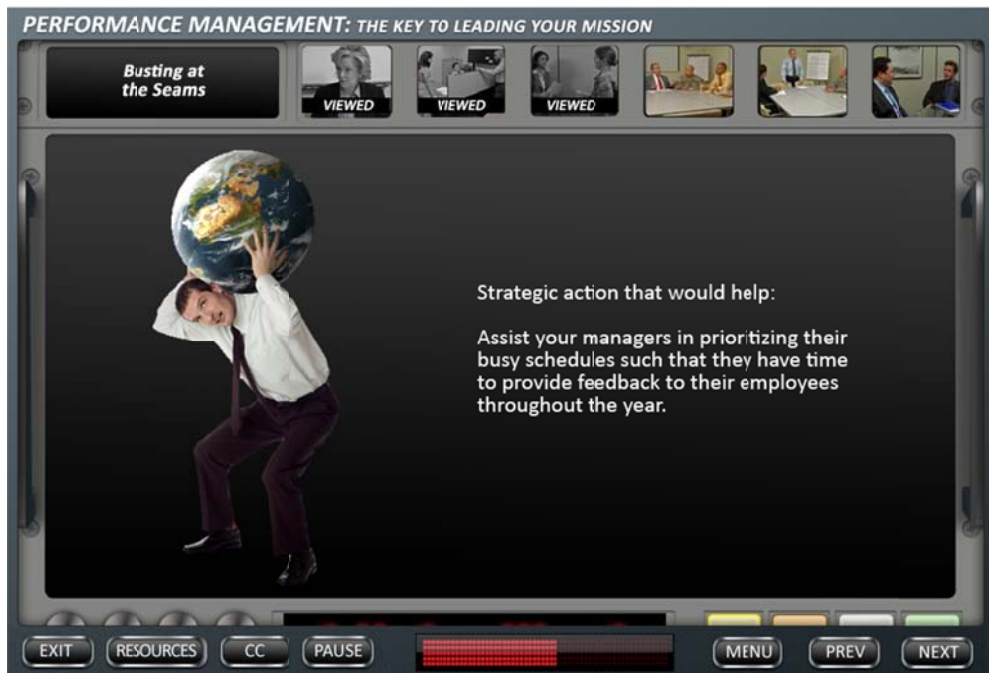 PERFORMANCE MANAGEMENT: THE KEY TO LEADING YOUR MISSION
Busting at
the Seams
VIEWED
VIEWED
VIEWED
Strategic action that would help:
Assist your managers in prioritizing their
busy schedules such that they have time
to provide feedback to their employees
throughout the year.
EXIT
RESOURCES
CC
PAUSE
MENU
PREV
NEXT